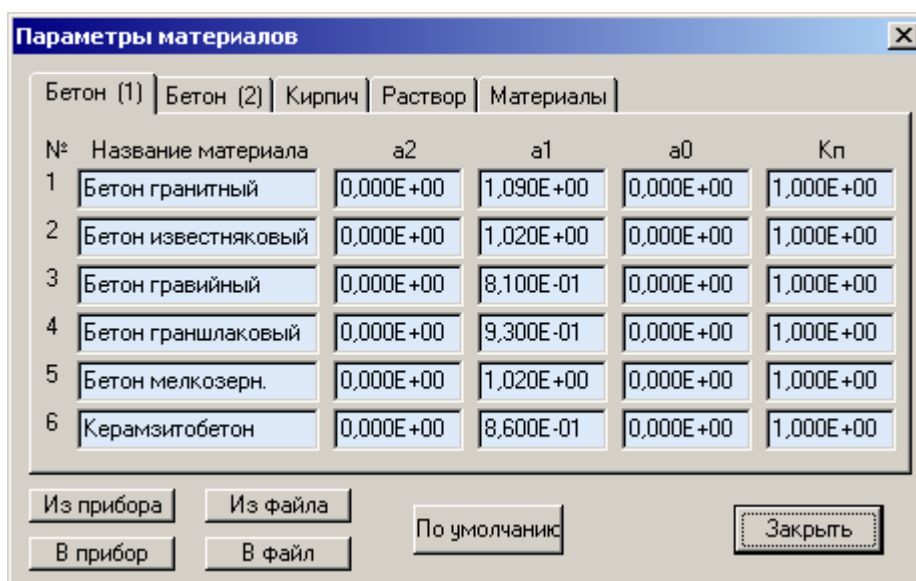 Параметры материалов
Бетон (1) Бетон (2) Кирпич Раствор Материалы
№ Название материала a2 a1 a0 Кп
1 Бетон гранитный 0,000E+00 1,090E+00 0,000E+00 1,000E+00
2 Бетон известняковый 0,000E+00 1,020E+00 0,000E+00 1,000E+00
3 Бетон гравийный 0,000E+00 8,100E-01 0,000E+00 1,000E+00
4 Бетон граншлаковый 0,000E+00 9,300E-01 0,000E+00 1,000E+00
5 Бетон мелкозерн. 0,000E+00 1,020E+00 0,000E+00 1,000E+00
6 Керамзитобетон 0,000E+00 8,600E-01 0,000E+00 1,000E+00
Из прибора Из файла
По умолчанию Закрыть
В прибор В файл